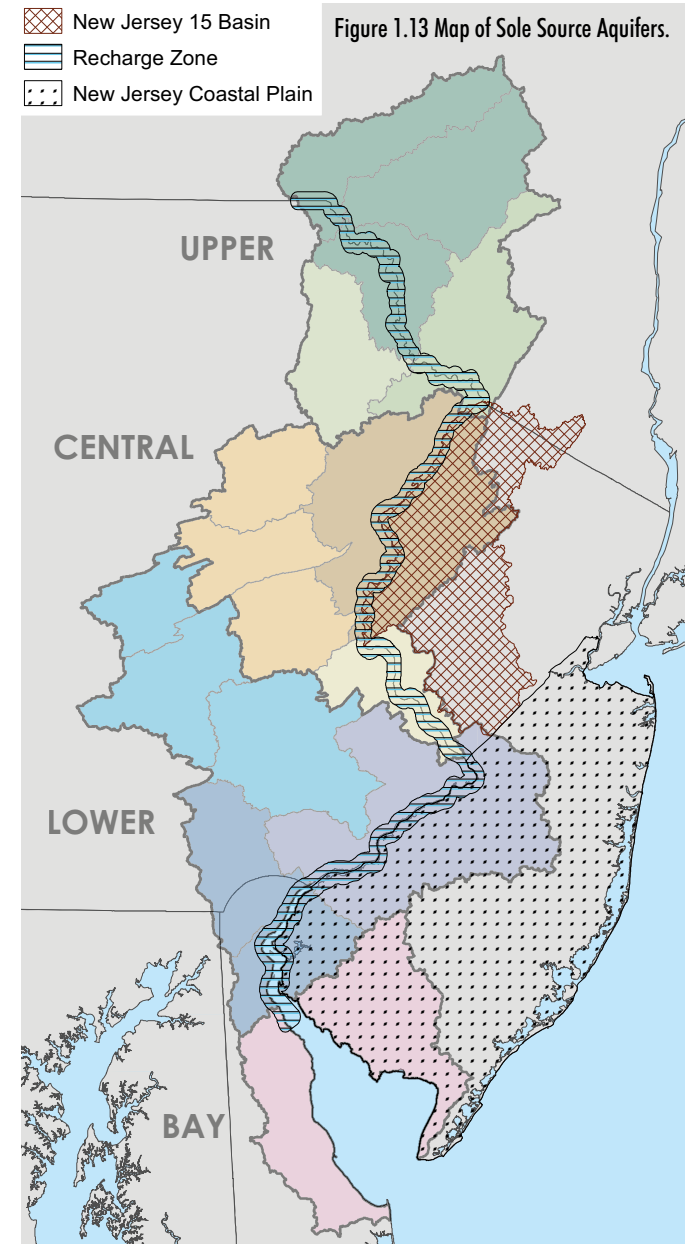 New Jersey 15 Basin
Recharge Zone
New Jersey Coastal Plain
Figure 1.13 Map of Sole Source Aquifers.
UPPER
CENTRAL
LOWER
BAY